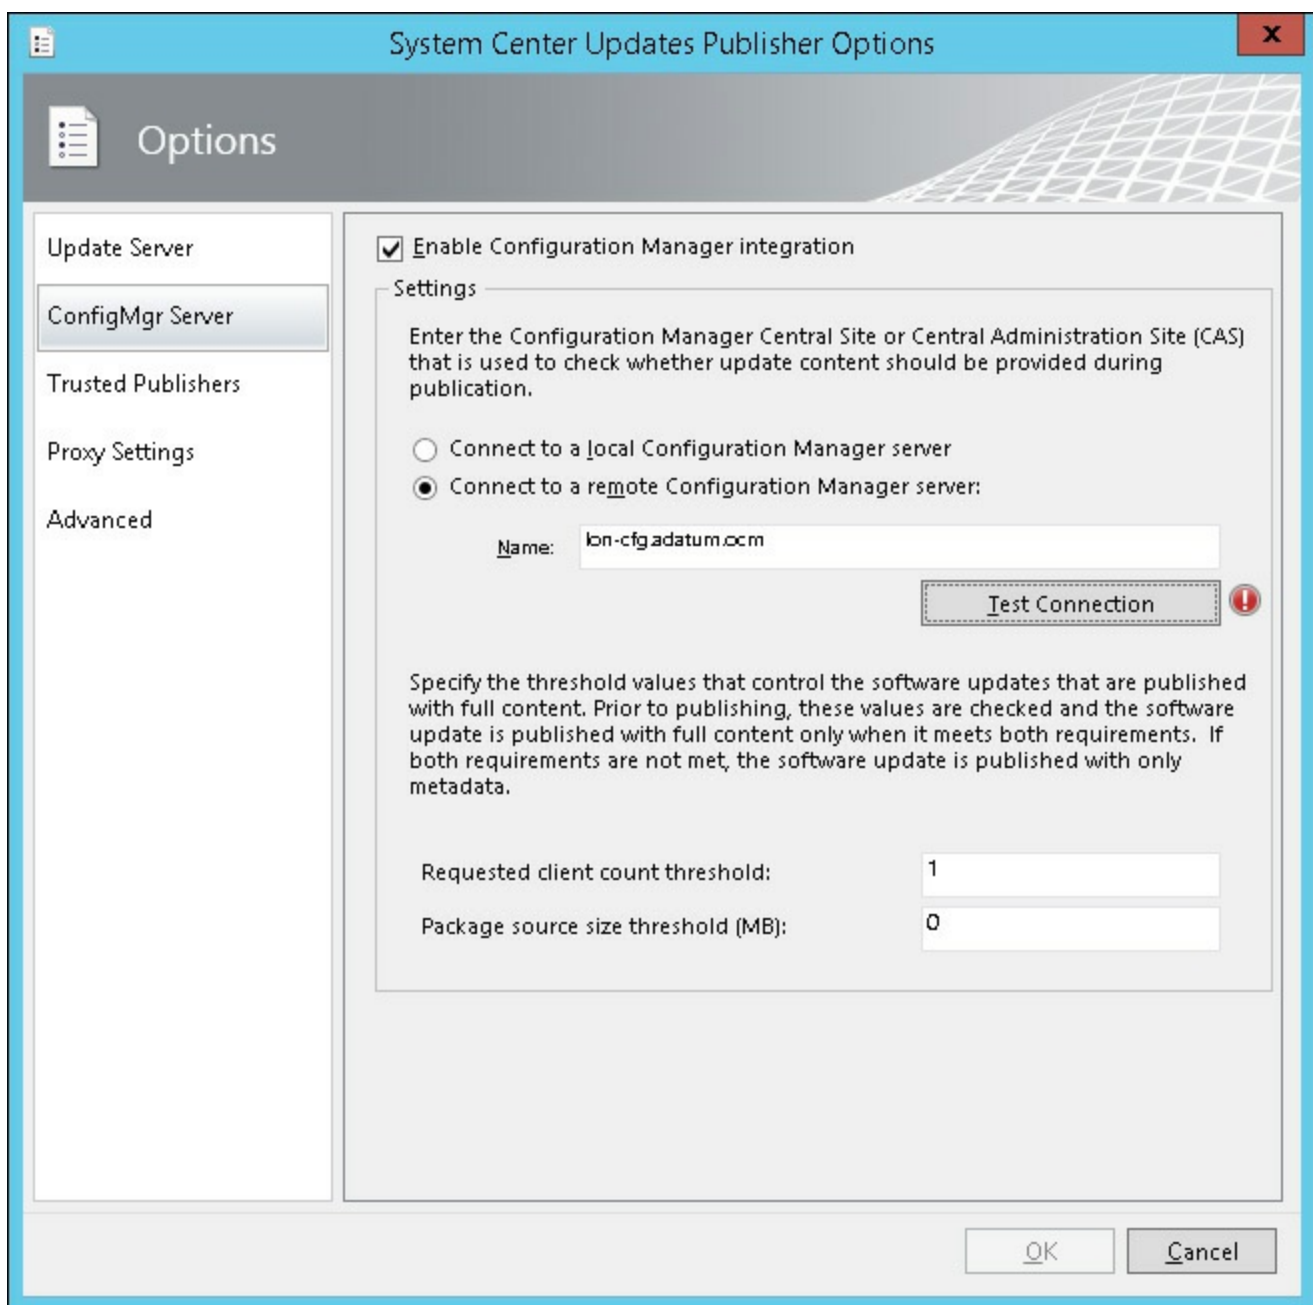 System Center Updates Publisher Options
X
Options
Update Server
ConfigMgr Server
Trusted Publishers
Proxy Settings
Advanced
Enable Configuration Manager integration
Settings
Enter the Configuration Manager Central Site or Central Administration Site (CAS)
that is used to check whether update content should be provided during
publication.
Connect to a local Configuration Manager server
Connect to a remote Configuration Manager server:
Name:
lon-cfg.adatum.ocm
Test Connection
Specify the threshold values that control the software updates that are published
with full content. Prior to publishing, these values are checked and the software
update is published with full content only when it meets both requirements. If
both requirements are not met, the software update is published with only
metadata.
Requested client count threshold:
1
Package source size threshold (MB):
0
OK
Cancel